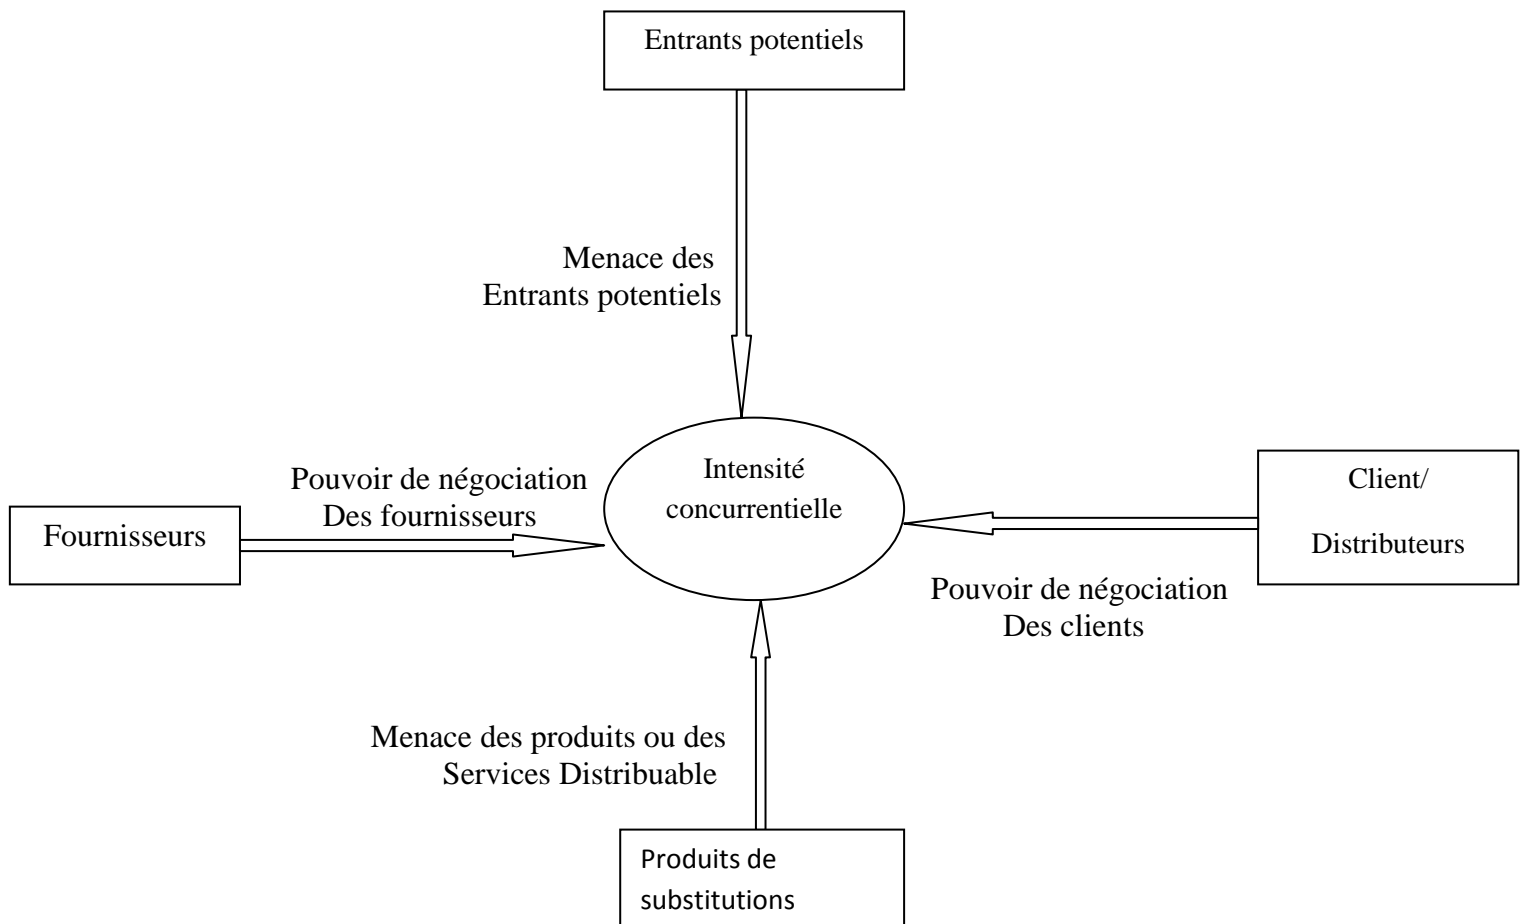 Entrants potentiels
Menace des
Entrants potentiels
Intensité
concurrentielle
Pouvoir de négociation
Des fournisseurs
Fournisseurs
Client/
Distributeurs
Pouvoir de négociation
Des clients
Menace des produits ou des
Services Distribuable
Produits de
substitutions